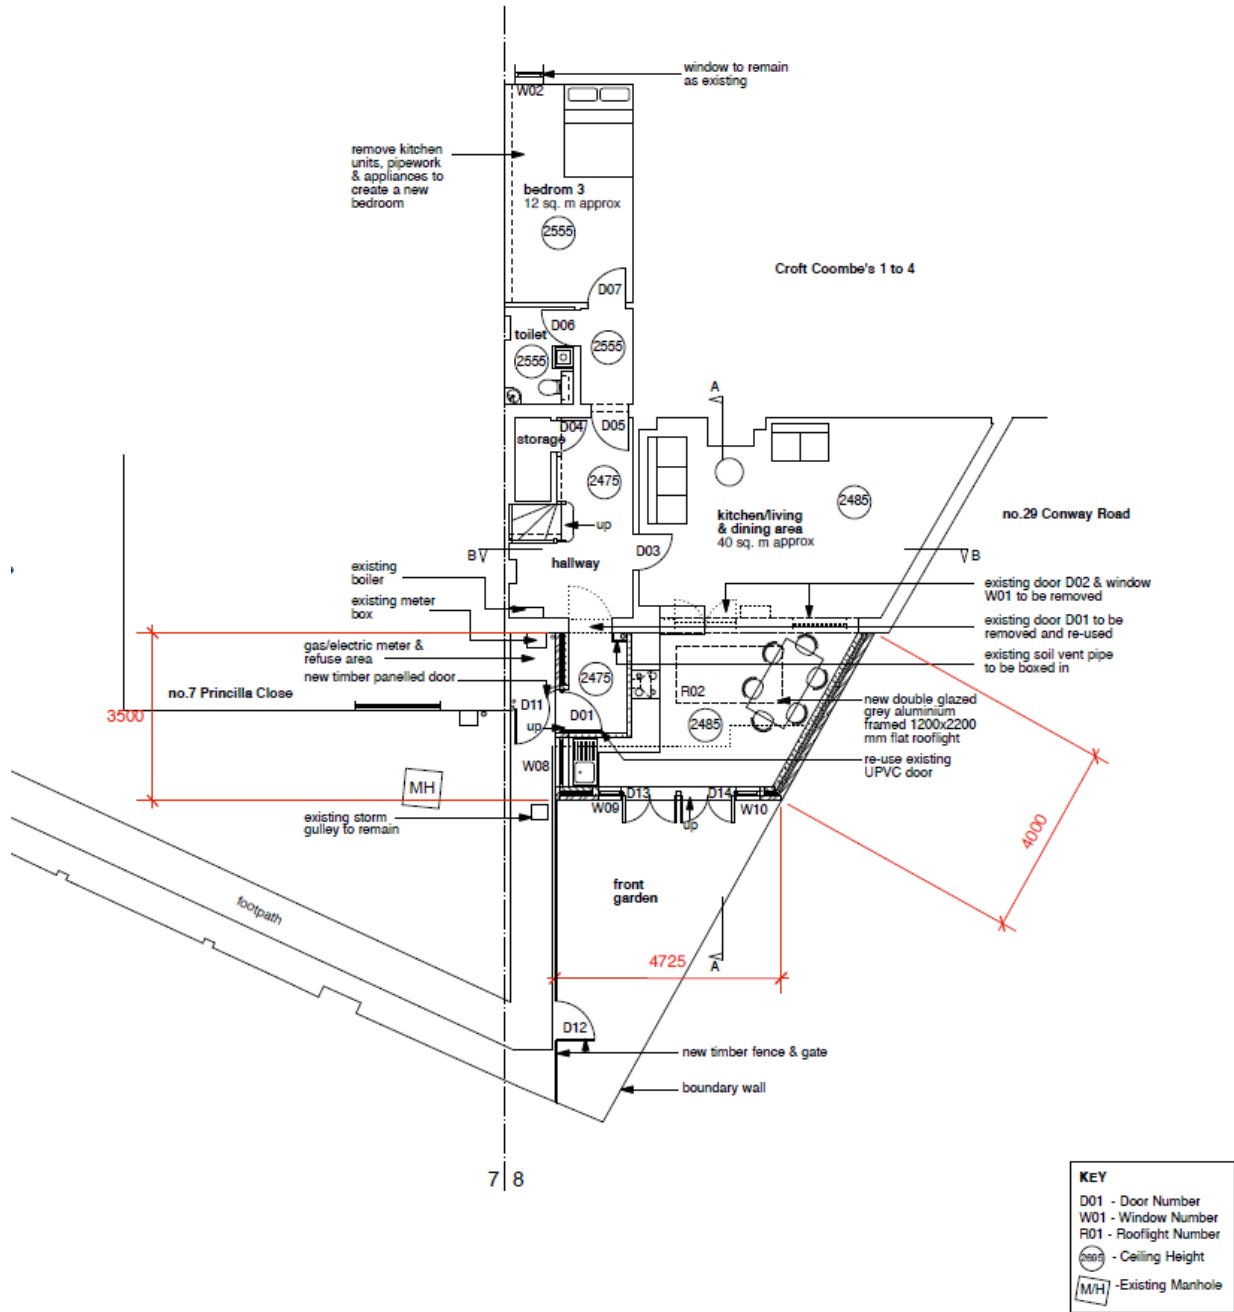 window to remain
as existing
W02
remove kitchen
units, pipework
& appliances to
create a new
bedroom
bedrom 3
12 sq. m approx
2555
Croft Coombe's 1 to 4
D07
D06
toilet
2555
2555
A
D04
D05
storage
2475
2485
kitchen/living
& dining area
40 sq. m approx
no.29 Conway Road
up
B
D03
B
hallway
existing
boiler
existing door D02 & window
W01 to be removed
existing meter
box
existing door D01 to be
removed and re-used
gas/electric meter &
refuse area
existing soil vent pipe
to be boxed in
new timber panelled door
2475
no.7 Princilla Close
R02
new double glazed
grey aluminium
framed 1200x2200
mm flat rooflight
3500
D11
D01
up
2485
re-use existing
UPVC door
W08
MH
W09
D13
D14
W10
up
existing storm
gulley to remain
4000
front
garden
footpath
4725
A
D12
new timber fence & gate
boundary wall
7 8
KEY
D01 - Door Number
W01 - Window Number
R01 - Rooflight Number
2695 - Ceiling Height
M/H -Existing Manhole